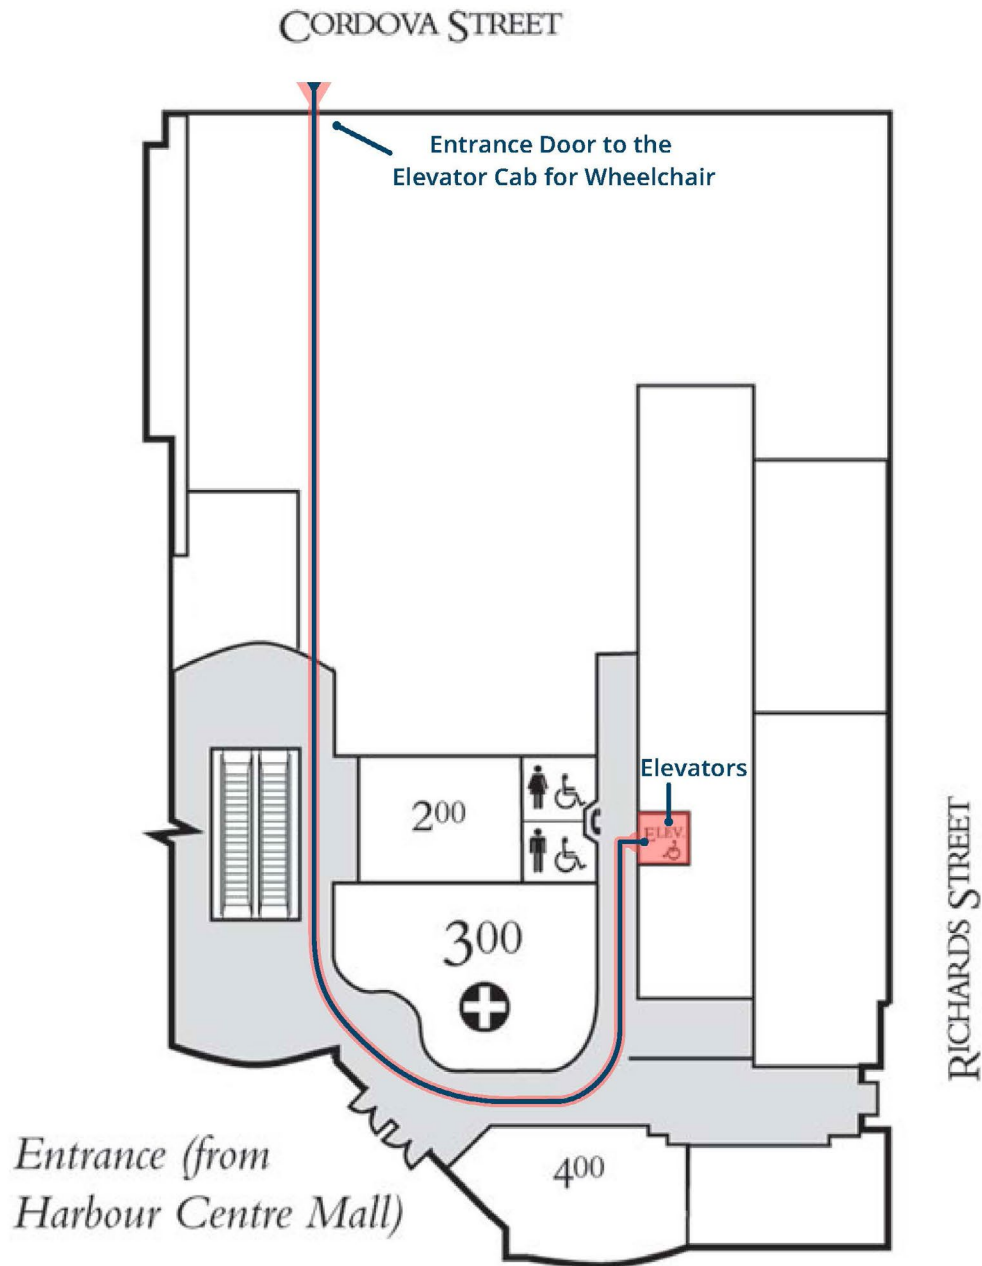 CORDOVA STREET
Entrance Door to the
Elevator Cab for Wheelchair
Elevators
ELEV.
200
300
400
RICHARDS STREET
Entrance (from
Harbour Centre Mall)